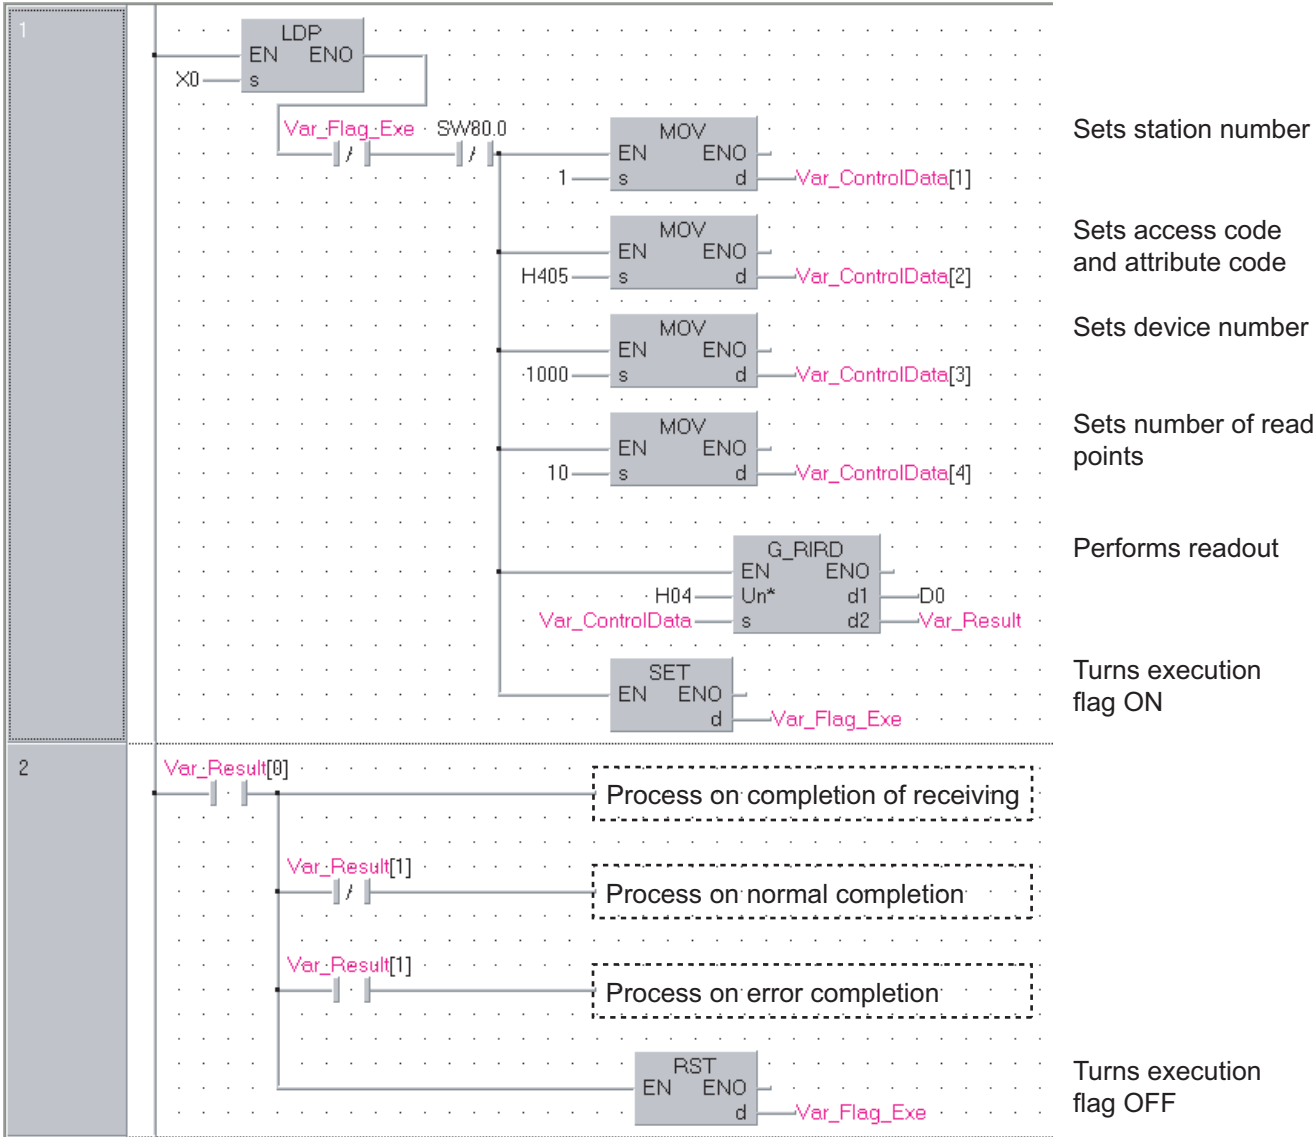 1
LDP
EN ENO
X0 s
Var_Flag_Exe SW80.0
MOV
EN ENO
1 s d Var_ControlData[1]
Sets station number
MOV
EN ENO
H405 s d Var_ControlData[2]
Sets access code
and attribute code
MOV
EN ENO
1000 s d Var_ControlData[3]
Sets device number
MOV
EN ENO
10 s d Var_ControlData[4]
Sets number of read
points
G_RIRD
EN ENO
H04 Un* d1 D0
Var_ControlData s d2 Var_Result
Performs readout
SET
EN ENO
d Var_Flag_Exe
Turns execution
flag ON
2
Var_Result[0]
Process on completion of receiving
Var_Result[1]
Process on normal completion
Var_Result[1]
Process on error completion
RST
EN ENO
d Var_Flag_Exe
Turns execution
flag OFF